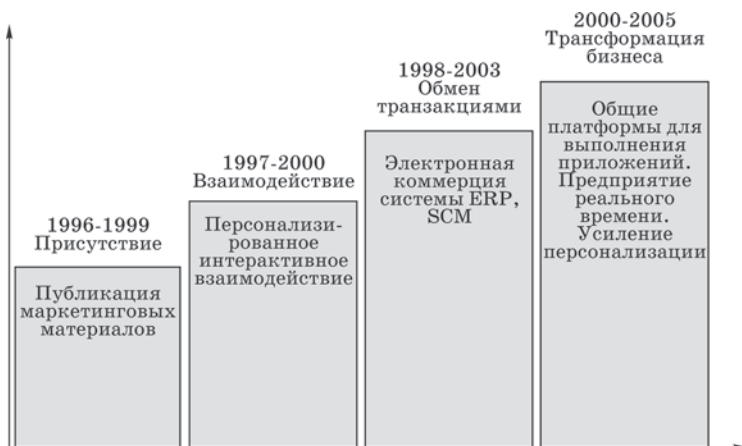 1996-1999
Присутствие
Публикация
маркетинговых
материалов
1997-2000
Взаимодействие
Персонализи-
рованное
интерактивное
взаимодействие
1998-2003
Обмен
транзакциями
Электронная
коммерция
системы ERP,
SCM
2000-2005
Трансформация
бизнеса
Общие
платформы для
выполнения
приложений.
Предприятие
реального
времени.
Усиление
персонализации